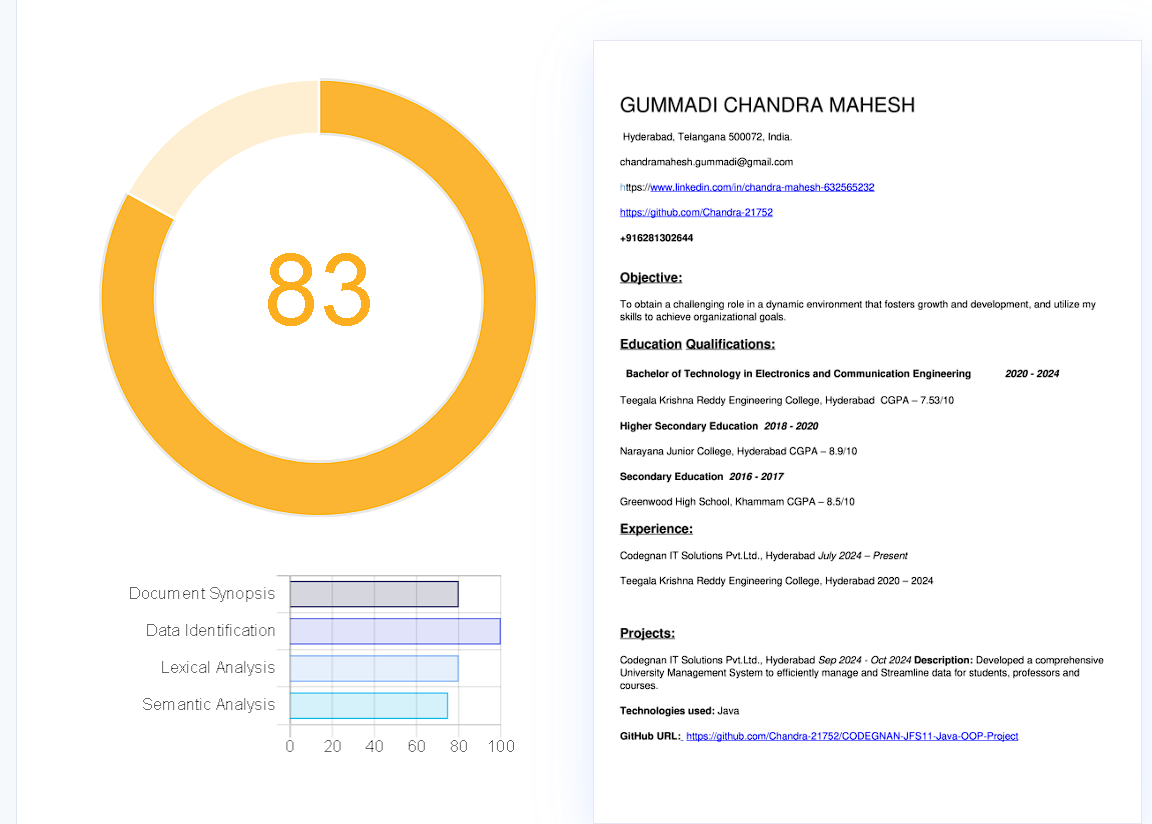 83
Document Synopsis
Data Identification
Lexical Analysis
Semantic Analysis
0 20 40 60 80 100
GUMMADI CHANDRA MAHESH
Hyderabad, Telangana 500072, India.
chandramahesh.gummadi@gmail.com
https://www.linkedin.com/in/chandra-mahesh-632565232
https://github.com/Chandra-21752
+916281302644
Objective:
To obtain a challenging role in a dynamic environment that fosters growth and development, and utilize my
skills to achieve organizational goals.
Education Qualifications:
Bachelor of Technology in Electronics and Communication Engineering 2020 - 2024
Teegala Krishna Reddy Engineering College, Hyderabad CGPA – 7.53/10
Higher Secondary Education 2018 - 2020
Narayana Junior College, Hyderabad CGPA – 8.9/10
Secondary Education 2016 - 2017
Greenwood High School, Khammam CGPA – 8.5/10
Experience:
Codegnan IT Solutions Pvt.Ltd., Hyderabad July 2024 – Present
Teegala Krishna Reddy Engineering College, Hyderabad 2020 – 2024
Projects:
Codegnan IT Solutions Pvt.Ltd., Hyderabad Sep 2024 - Oct 2024 Description: Developed a comprehensive
University Management System to efficiently manage and Streamline data for students, professors and
courses.
Technologies used: Java
GitHub URL: https://github.com/Chandra-21752/CODEGNAN-JFS11-Java-OOP-Project